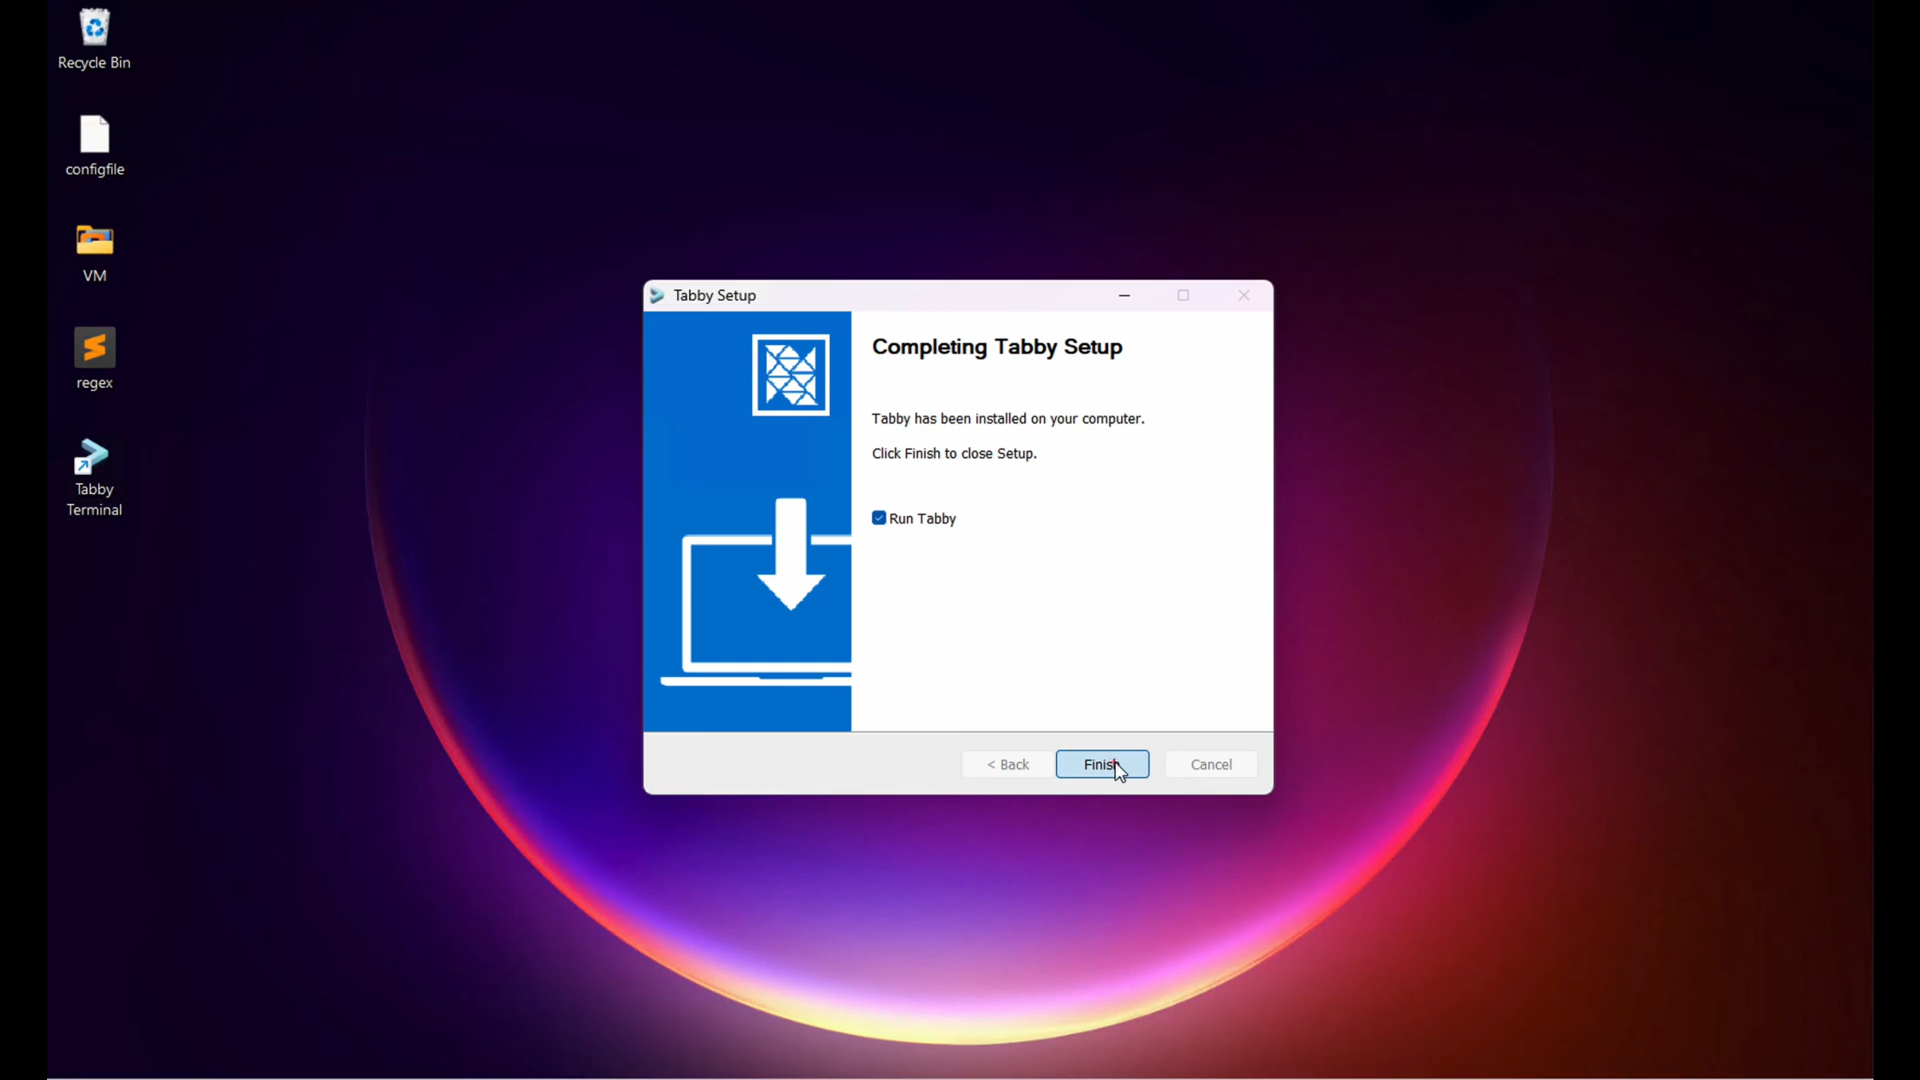 Recycle Bin
configfile
VM
regex
Tabby
Terminal
Tabby Setup
Completing Tabby Setup
Tabby has been installed on your computer.
Click Finish to close Setup.
Run Tabby
< Back
Finish
Cancel